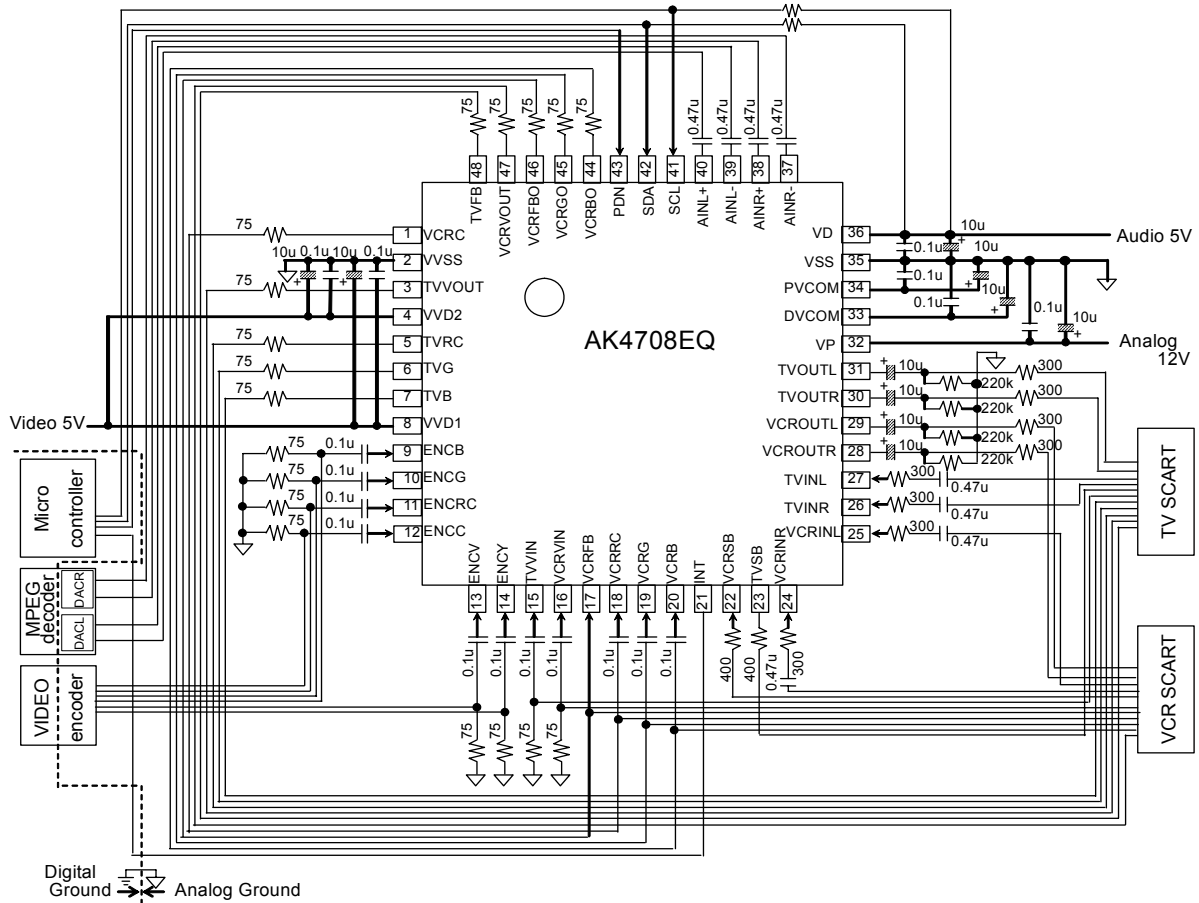 75
75
75
75
75
0.47u
0.47u
0.47u
0.47u
48
47
46
45
44
43
42
41
40
39
38
37
TVFB
VCRVOUT
VCRFBO
VCRGO
VCRBO
PDN
SDA
SCL
AINL+
AINL-
AINR+
AINR-
75
1
VCRC
10u
0.1u
10u
0.1u
2
VVSS
+
+
75
3
TVVOUT
4
VVD2
5
TVRC
75
6
TVG
75
7
TVB
Video 5V
8
VVD1
75
0.1u
9
ENCB
75
0.1u
10
ENCG
75
0.1u
11
ENCRC
75
0.1u
12
ENCC
AK4708EQ
VD
36
10u
Audio 5V
0.1u
+
10u
VSS
35
0.1u
+
10u
PVCOM
34
0.1u
+
0.1u
10u
DVCOM
33
+
VP
32
Analog
12V
TVOUTL
31
+
10u
300
220k
TVOUTR
30
+
10u
300
220k
VCROUTL
29
+
10u
300
220k
VCROUTR
28
+
10u
300
220k
TVINL
27
300
0.47u
TVINR
26
300
0.47u
VCRINL
25
300
0.47u
ENCV
ENCY
TVVIN
VCRVIN
VCRFB
VCRRC
VCRG
VCRB
INT
VCRSB
TVSB
VCRINR
13
14
15
16
17
18
19
20
21
22
23
24
0.1u
0.1u
0.1u
0.1u
0.1u
0.1u
0.1u
400
400
0.47u
300
75
75
75
75
Micro
controller
MPEG
decoder
DACR
DACL
VIDEO
encoder
TV SCART
VCR SCART
Digital
Ground
Analog Ground